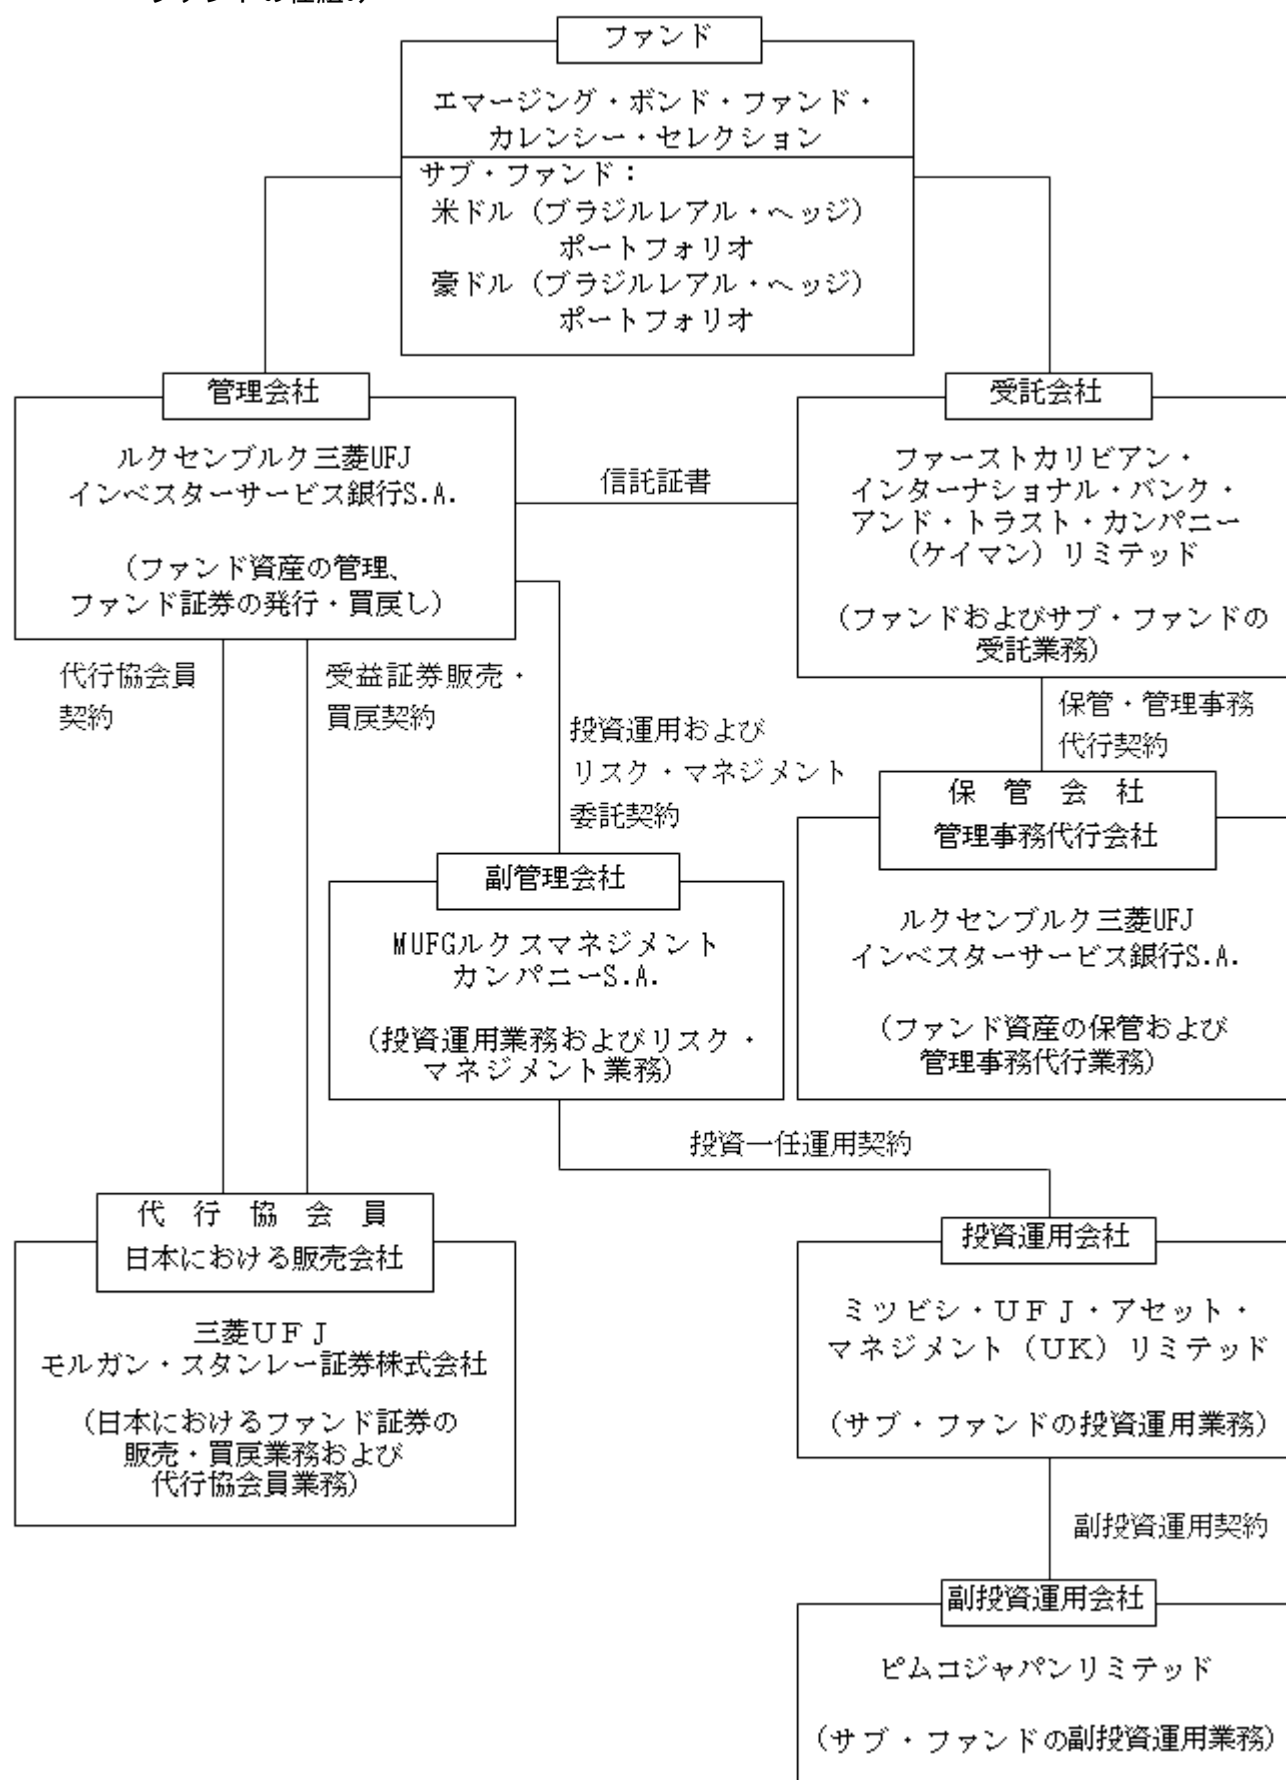 ファンドの仕組み
ファンド
エマージング・ボンド・ファンド・
カレンシー・セレクション
サブ・ファンド：
米ドル（ブラジルレアル・ヘッジ）
ポートフォリオ
豪ドル（ブラジルレアル・ヘッジ）
ポートフォリオ
管理会社
ルクセンブルク三菱UFJ
インベスターサービス銀行S.A.
（ファンド資産の管理、
ファンド証券の発行・買戻し）
信託証書
受託会社
ファーストカリビアン・
インターナショナル・バンク・
アンド・トラスト・カンパニー
（ケイマン）リミテッド
（ファンドおよびサブ・ファンドの
受託業務）
代行協会員
契約
受益証券販売・
買戻契約
投資運用および
リスク・マネジメント
委託契約
保管・管理事務
代行契約
保管会社
管理事務代行会社
ルクセンブルク三菱UFJ
インベスターサービス銀行S.A.
（ファンド資産の保管および
管理事務代行業務）
副管理会社
MUFGルクスマネジメント
カンパニーS.A.
（投資運用業務およびリスク・
マネジメント業務）
投資一任運用契約
代行協会員
日本における販売会社
三菱ＵＦＪ
モルガン・スタンレー証券株式会社
（日本におけるファンド証券の
販売・買戻業務および
代行協会員業務）
投資運用会社
ミツビシ・ＵＦＪ・アセット・
マネジメント（ＵＫ）リミテッド
（サブ・ファンドの投資運用業務）
副投資運用契約
副投資運用会社
ピムコジャパンリミテッド
（サブ・ファンドの副投資運用業務）